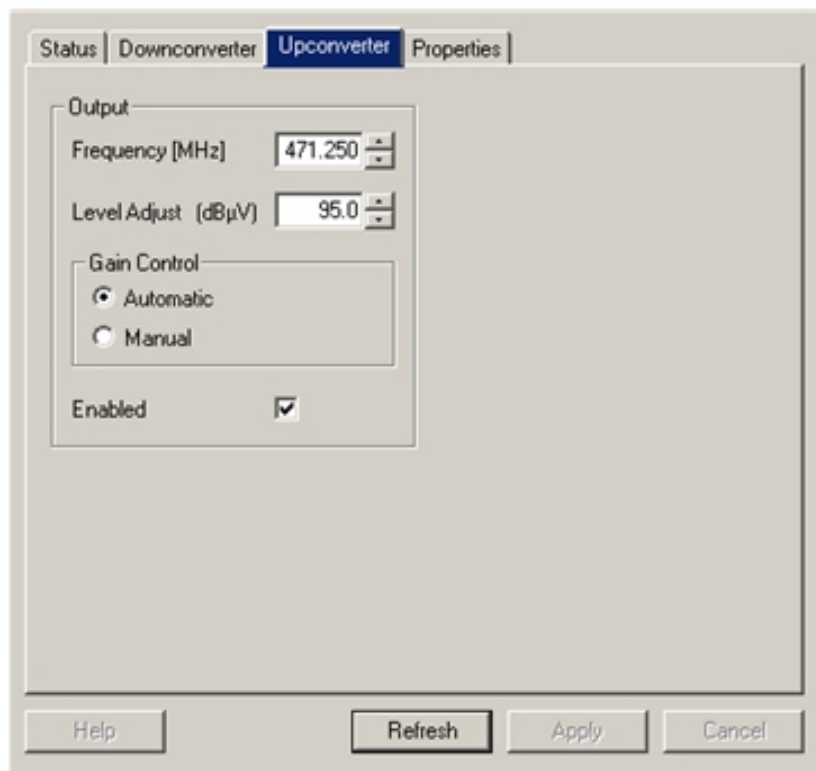 Status Downconverter Upconverter Properties
Output
Frequency [MHz] 471.250
Level Adjust (dBµV) 95.0
Gain Control
Automatic
Manual
Enabled
Help Refresh Apply Cancel